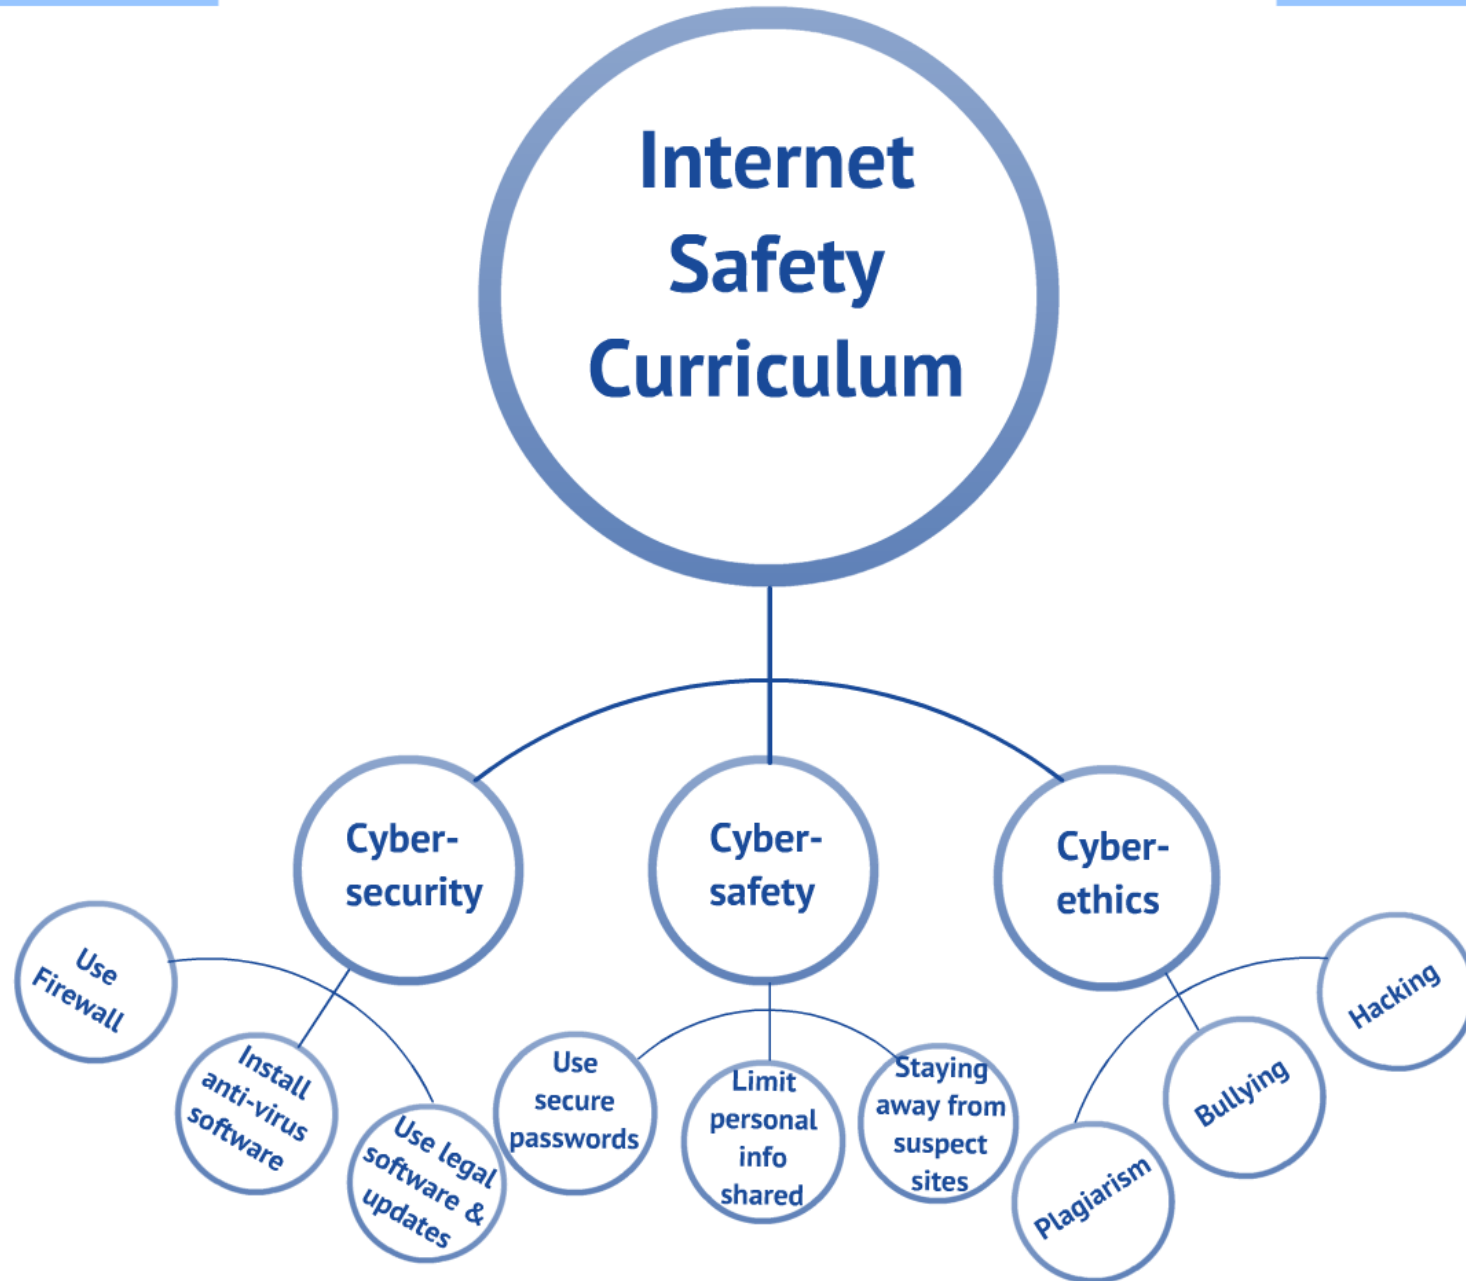 Internet
Safety
Curriculum
Cyber-
security
Cyber-
safety
Cyber-
ethics
Use
Firewall
Install
anti-virus
software
Use legal
software &
updates
Use
secure
passwords
Limit
personal
info
shared
Staying
away from
suspect
sites
Plagiarism
Bullying
Hacking